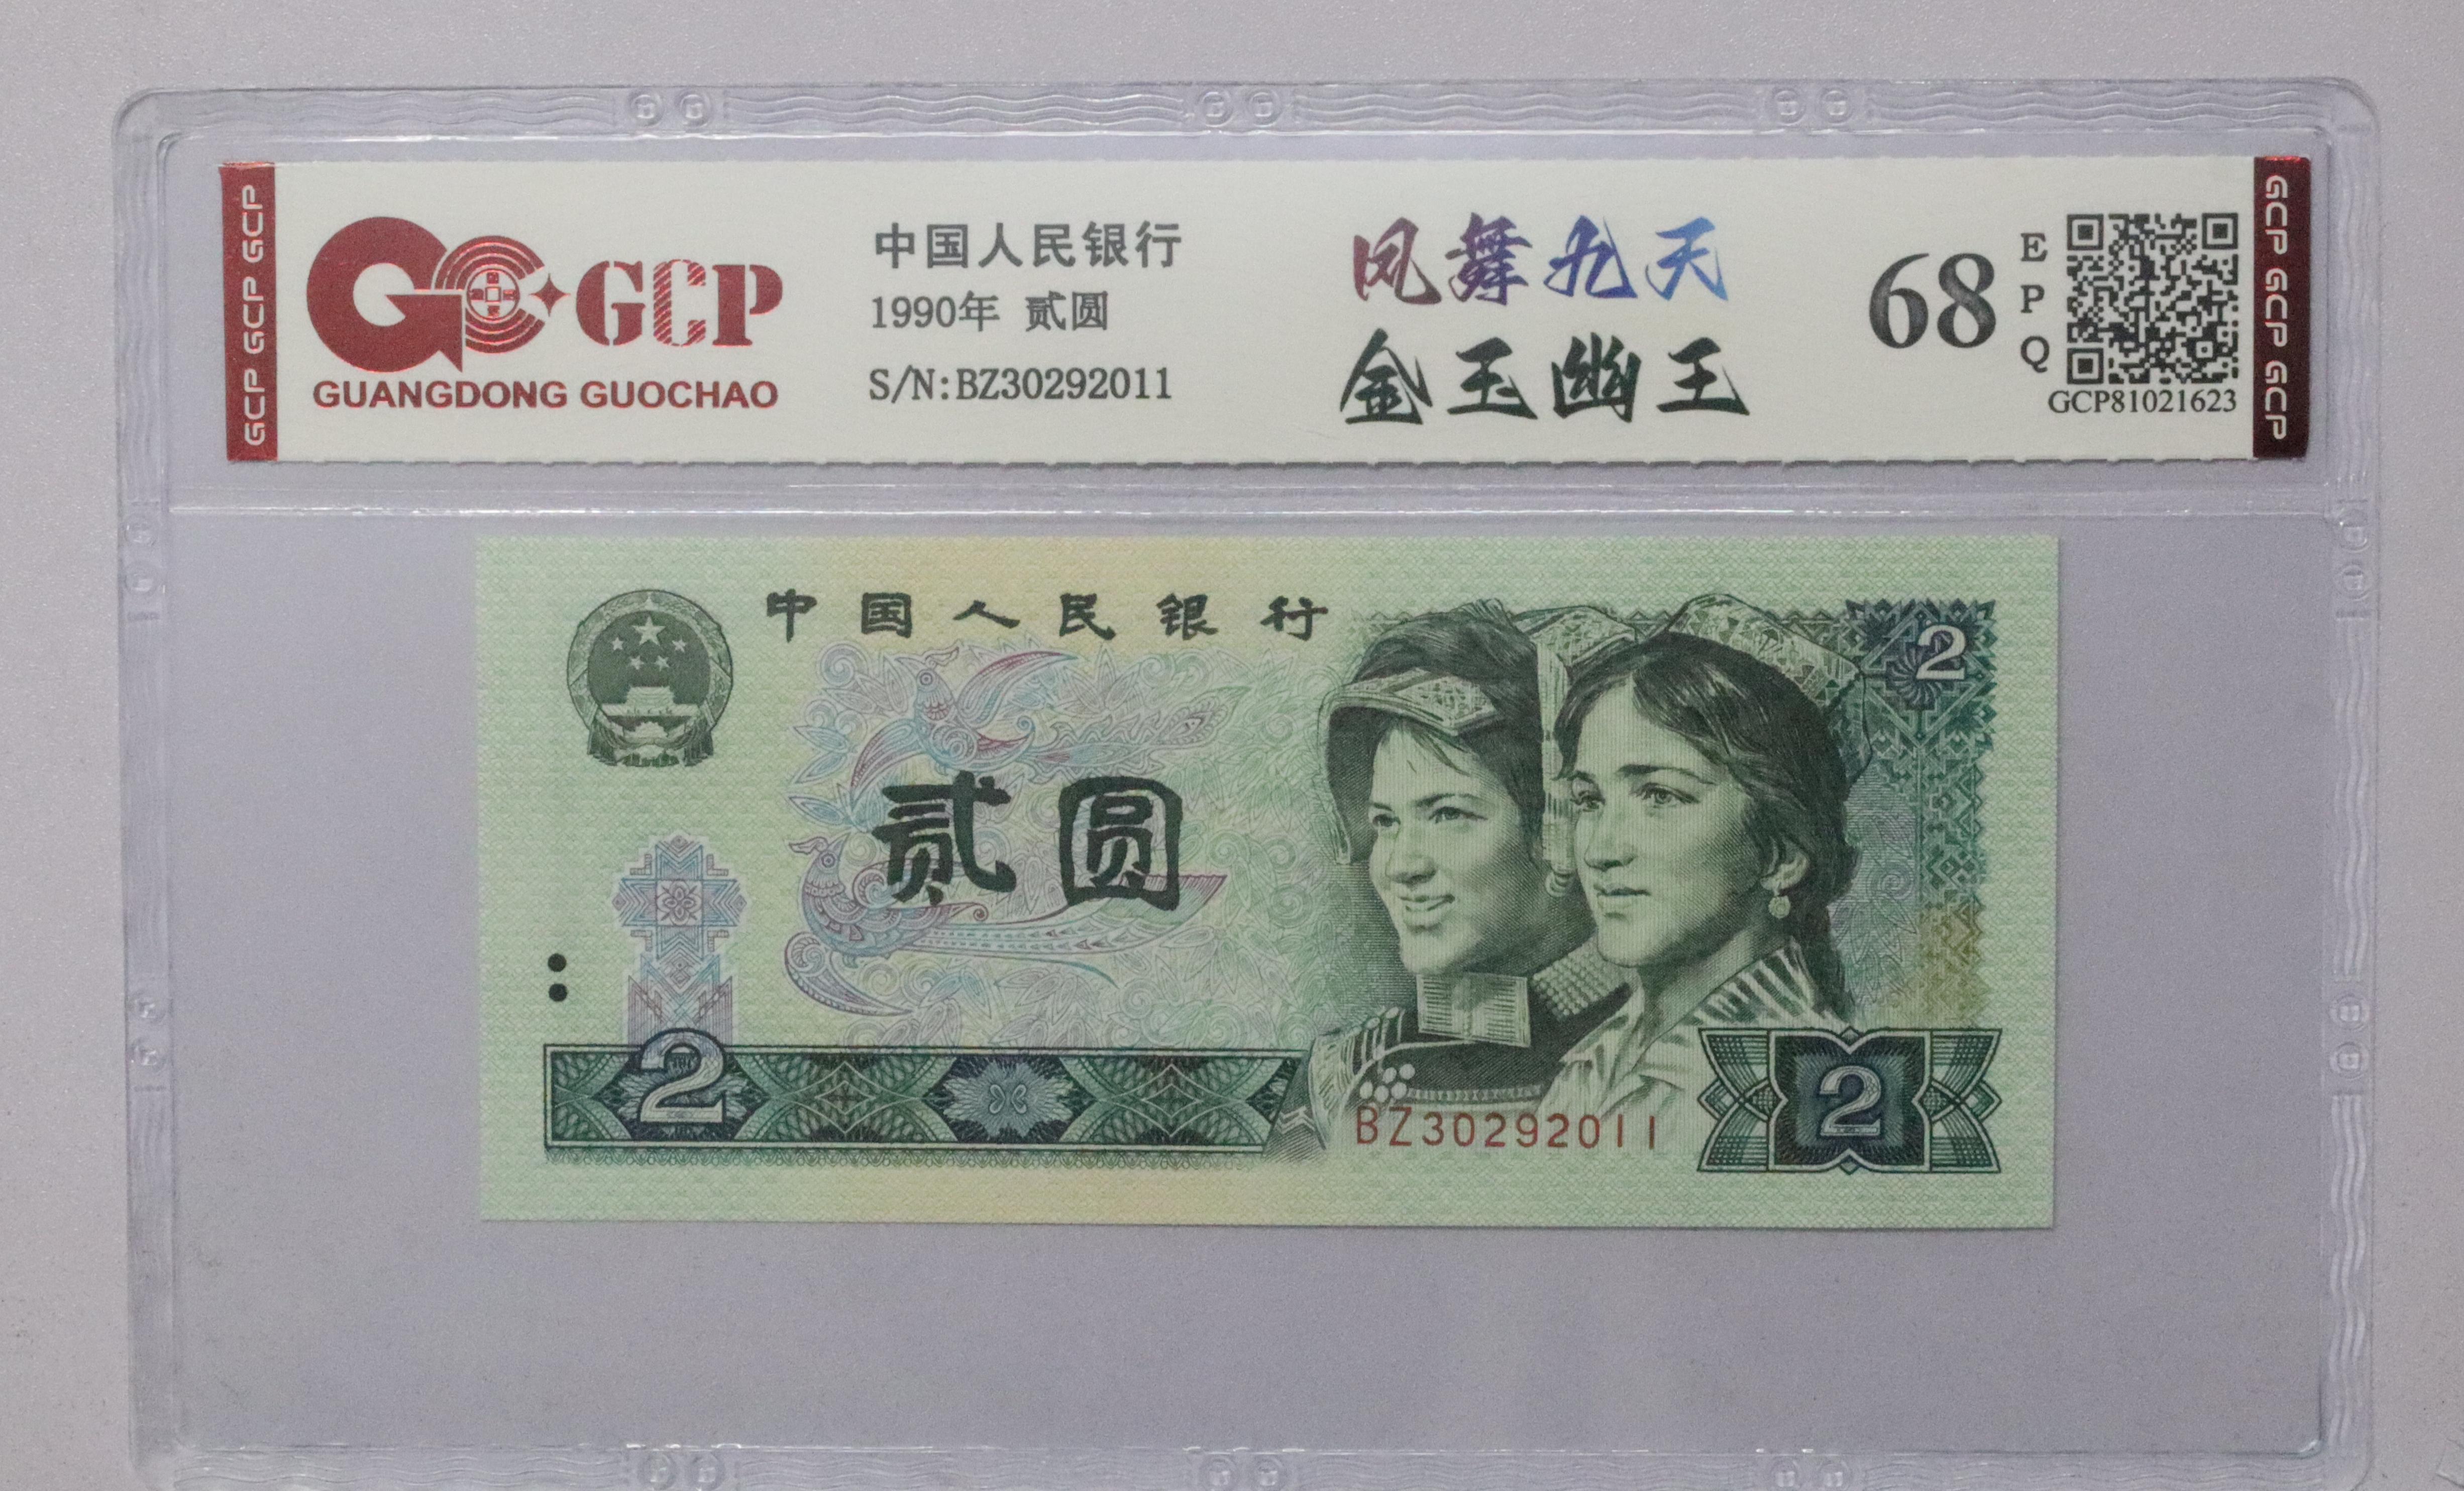 GCP GCP GCP
GCP
GUANGDONG GUOCHAO
中国人民银行
1990年 贰圆
S/N:BZ30292011
凤舞九天
金玉幽王
68
EPQ
GCP81021623
GCP GCP GCP
中国人民银行
2
贰圆
2
BZ30292011
2